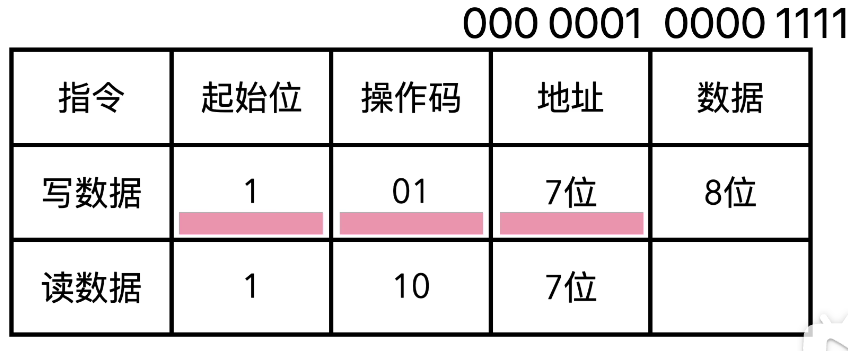 000 0001 0000 1111
指令 起始位 操作码 地址 数据
写数据 1 01 7位 8位
读数据 1 10 7位